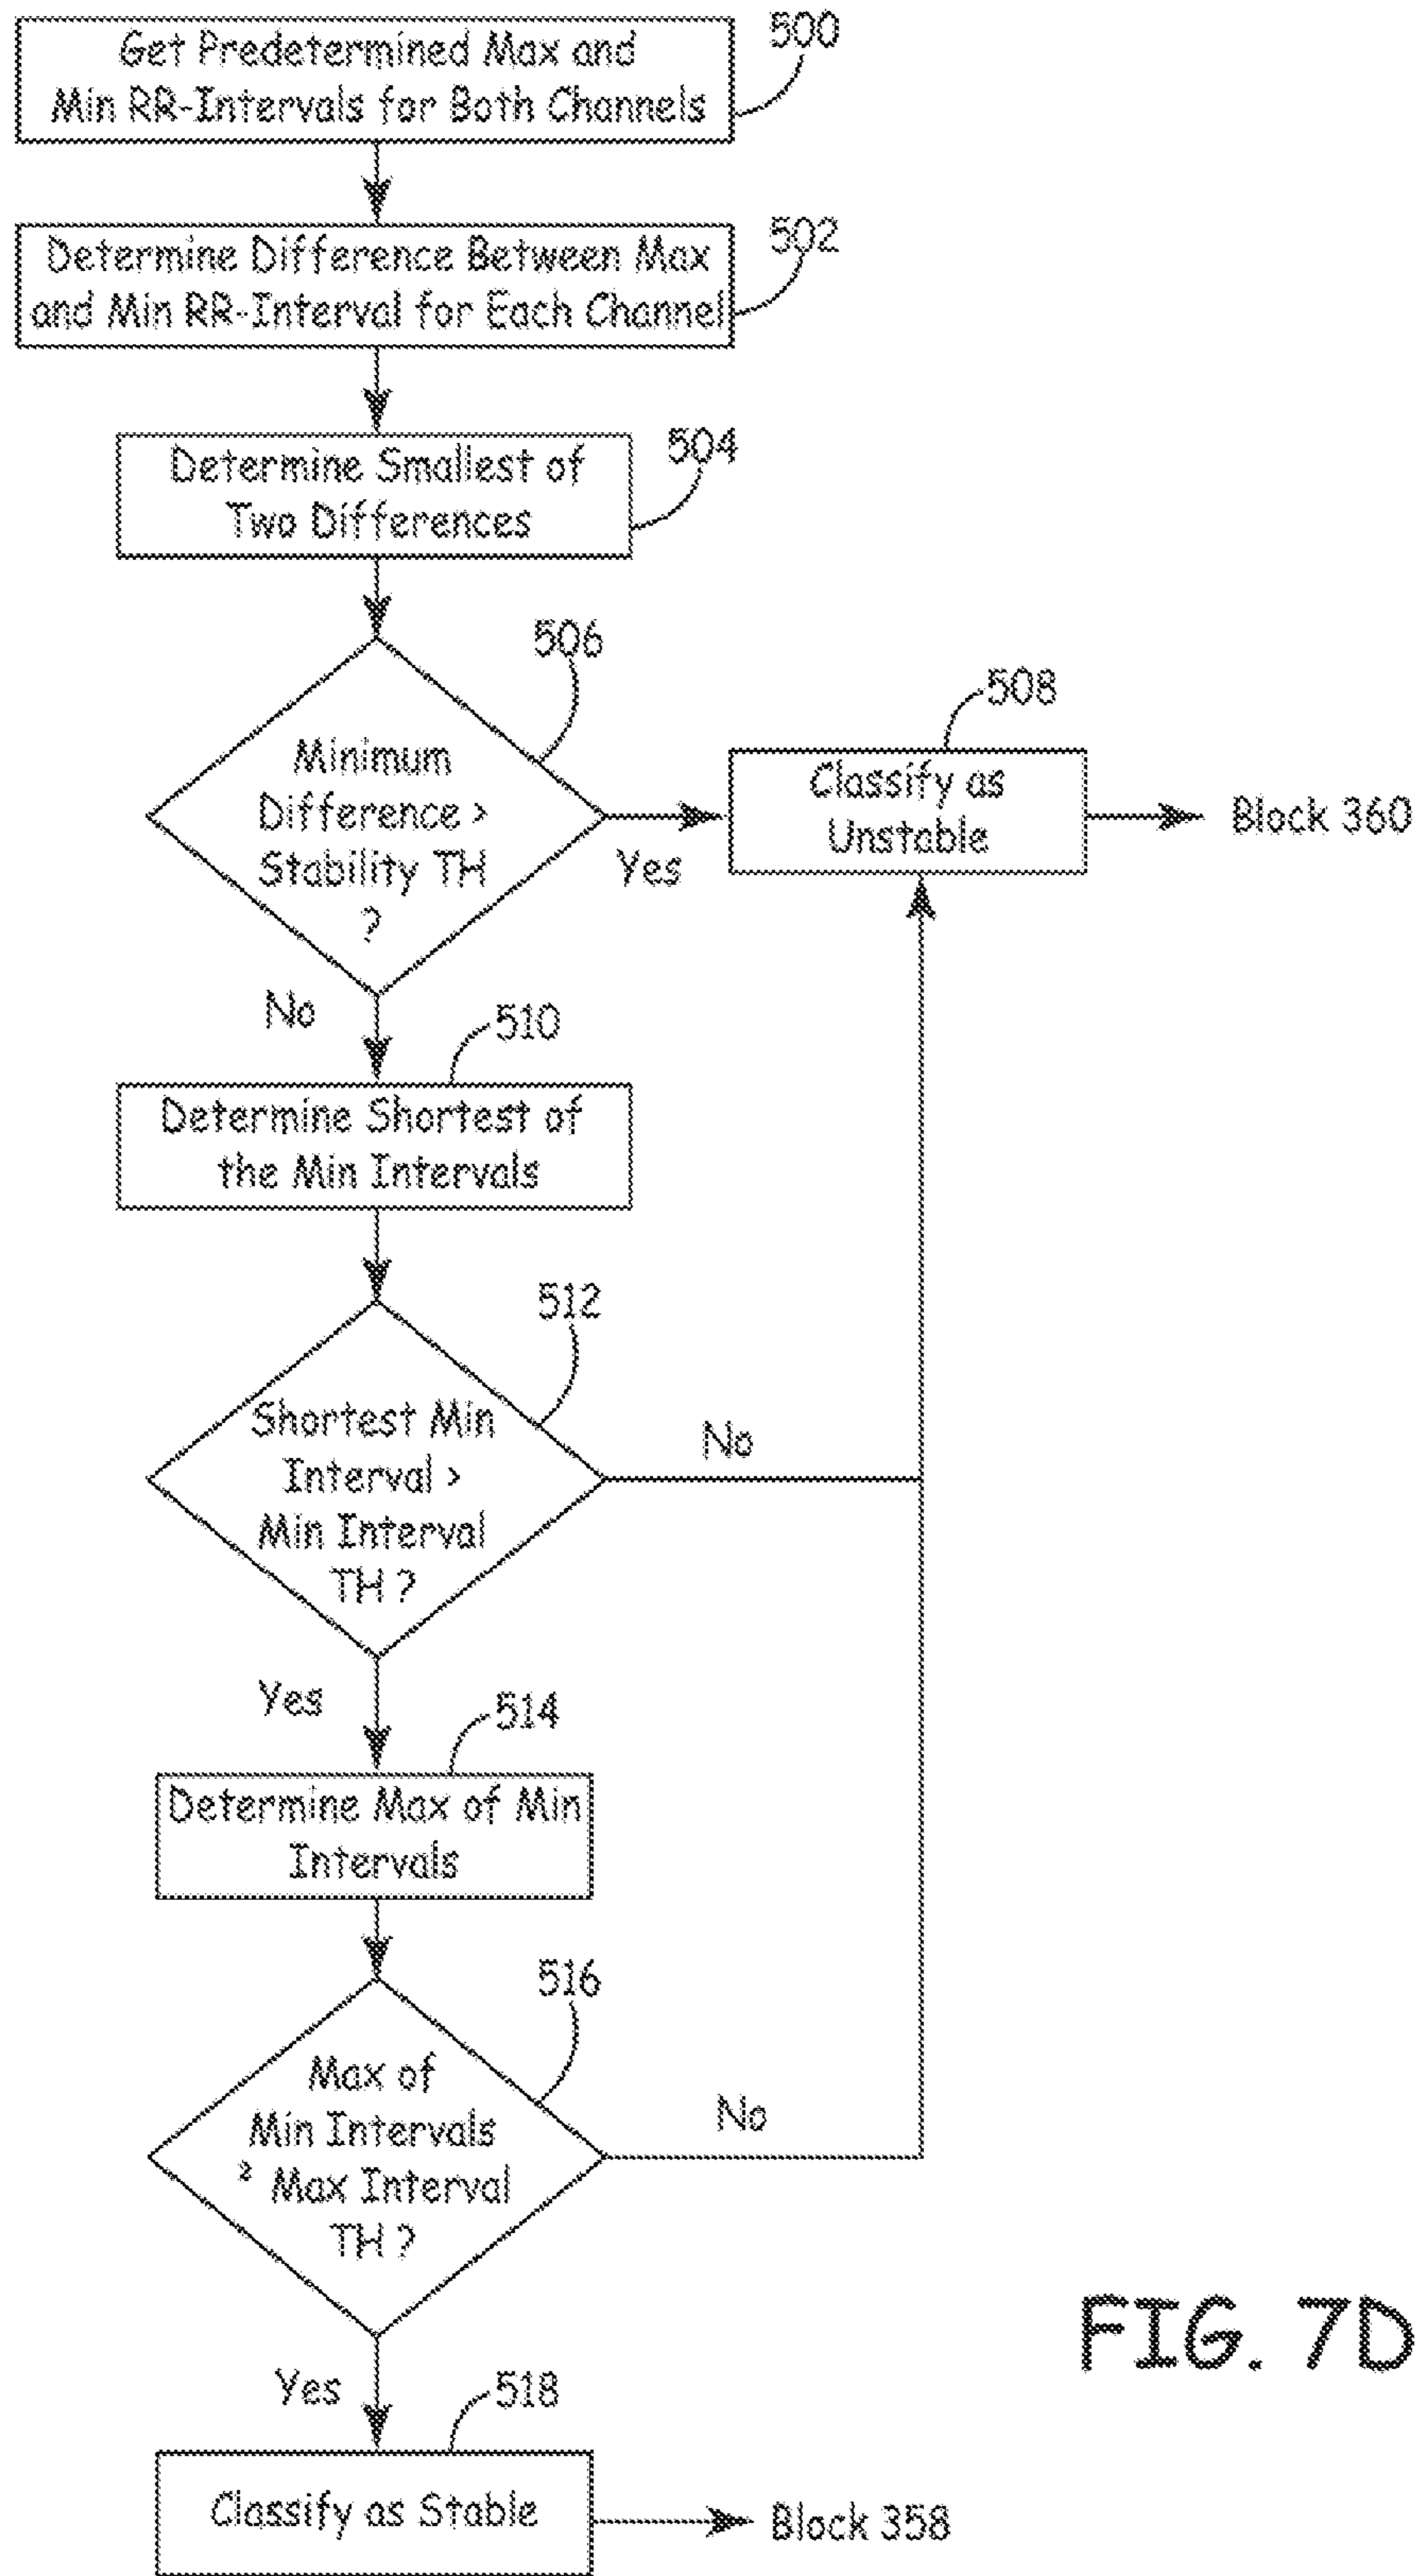 Get Predetermined Max and
Min RR-Intervals for Both Channels
500
Determine Difference Between Max
and Min RR-Interval for Each Channel
502
Determine Smallest of
Two Differences
504
506
Minimum
Difference >
Stability TH
?
Yes
508
Classify as
Unstable
Block 360
No
510
Determine Shortest of
the Min Intervals
512
Shortest Min
Interval >
Min Interval
TH ?
No
Yes
514
Determine Max of Min
Intervals
516
Max of
Min Intervals
² Max Interval
TH ?
No
Yes
518
Classify as Stable
Block 358
FIG. 7D